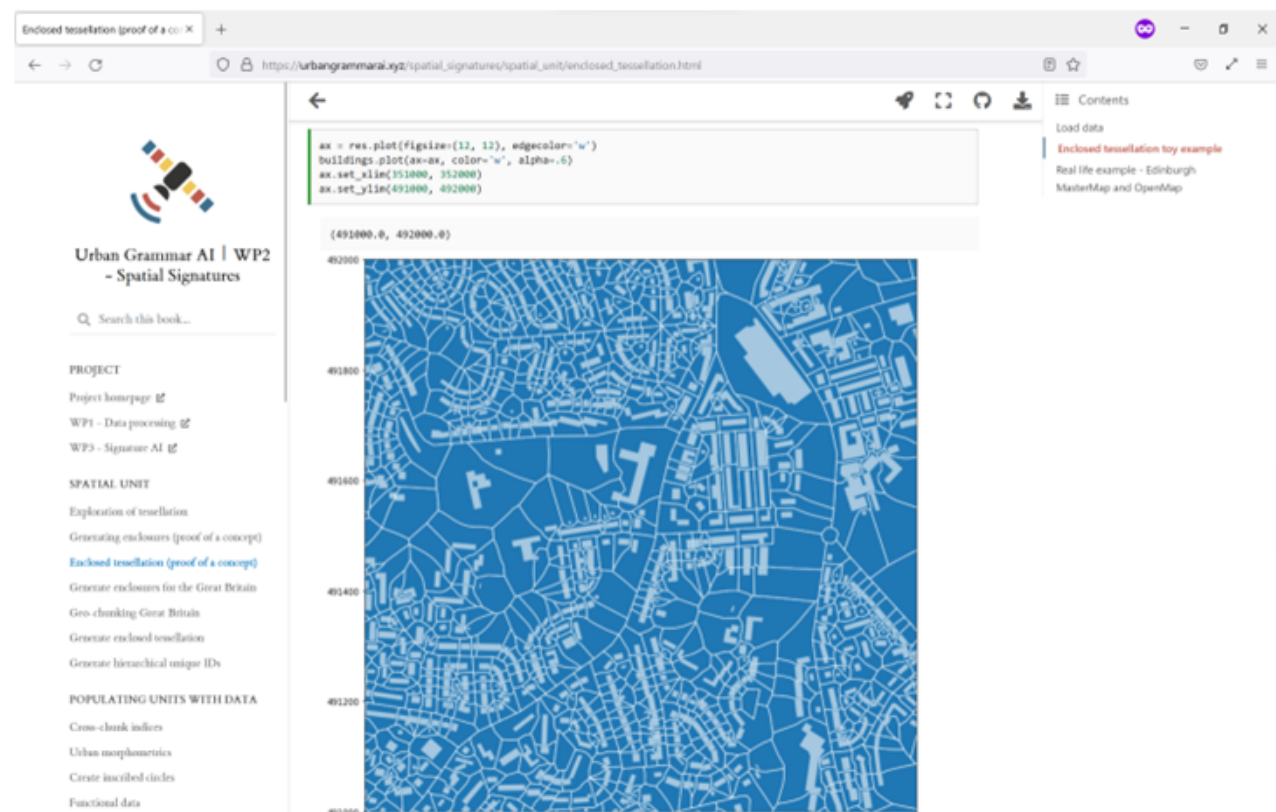 Enclosed tessellation (proof of a co
https://urbangrammarai.xyz/spatial_signatures/spatial_unit/enclosed_tessellation.html
Urban Grammar AI | WP2
- Spatial Signatures
Search this book...
PROJECT
Project homepage
WP1 - Data processing
WP3 - Signature AI
SPATIAL UNIT
Exploration of tessellation
Generating enclosures (proof of a concept)
Enclosed tessellation (proof of a concept)
Generate enclosures for the Great Britain
Geo-chunking Great Britain
Generate enclosed tessellation
Generate hierarchical unique IDs
POPULATING UNITS WITH DATA
Cross-chunk indices
Urban morphometrics
Create inscribed circles
Functional data
ax = res.plot(figsize=(12, 12), edgecolor='w')
buildings.plot(ax=ax, color='w', alpha=.6)
ax.set_xlim(351000, 352000)
ax.set_ylim(491000, 492000)
(491000.0, 492000.0)
492000
491800
491600
491400
491200
491000
Contents
Load data
Enclosed tessellation toy example
Real life example - Edinburgh
MasterMap and OpenMap